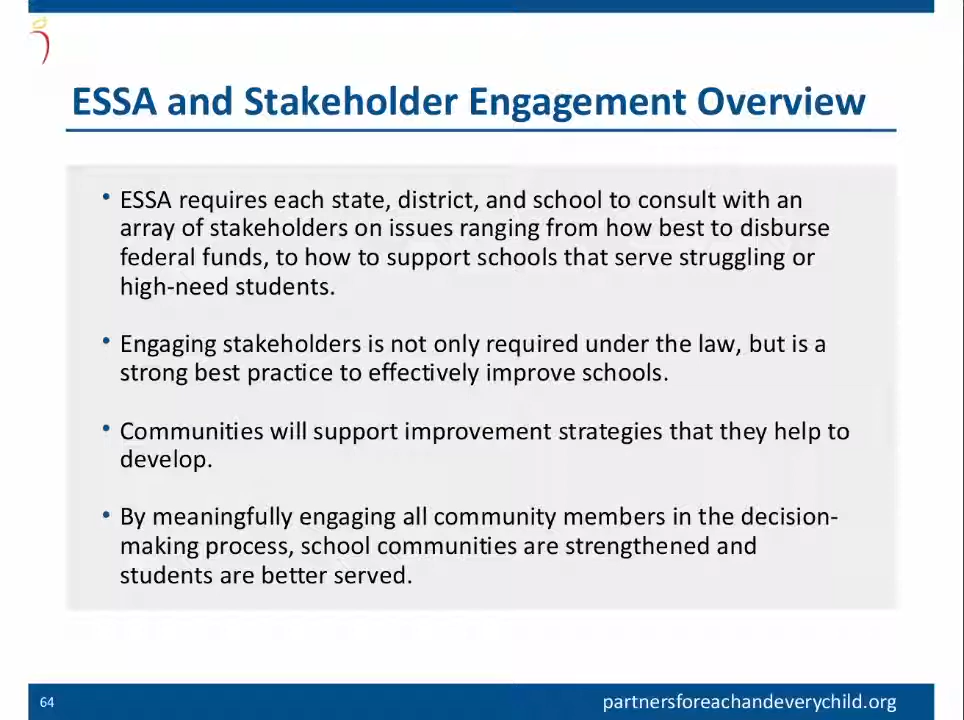 ESSA and Stakeholder Engagement Overview
• ESSA requires each state, district, and school to consult with an
array of stakeholders on issues ranging from how best to disburse
federal funds, to how to support schools that serve struggling or
high-need students.
• Engaging stakeholders is not only required under the law, but is a
strong best practice to effectively improve schools.
• Communities will support improvement strategies that they help to
develop.
• By meaningfully engaging all community members in the decision-
making process, school communities are strengthened and
students are better served.
64
partnersforeachandeverychild.org